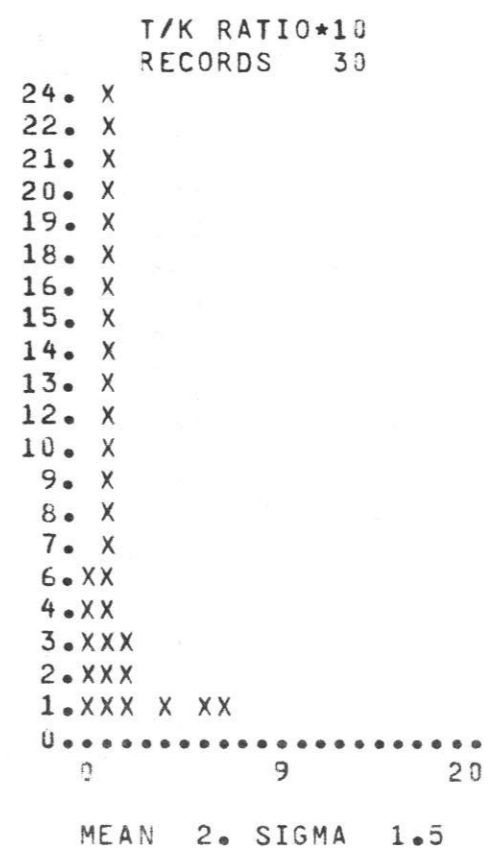 T/K RATIO*10
RECORDS 30
24. X
22. X
21. X
20. X
19. X
18. X
16. X
15. X
14. X
13. X
12. X
10. X
9. X
8. X
7. X
6.XX
4.XX
3.XXX
2.XXX
1.XXX X XX
0................
0 9 20
MEAN 2. SIGMA 1.5